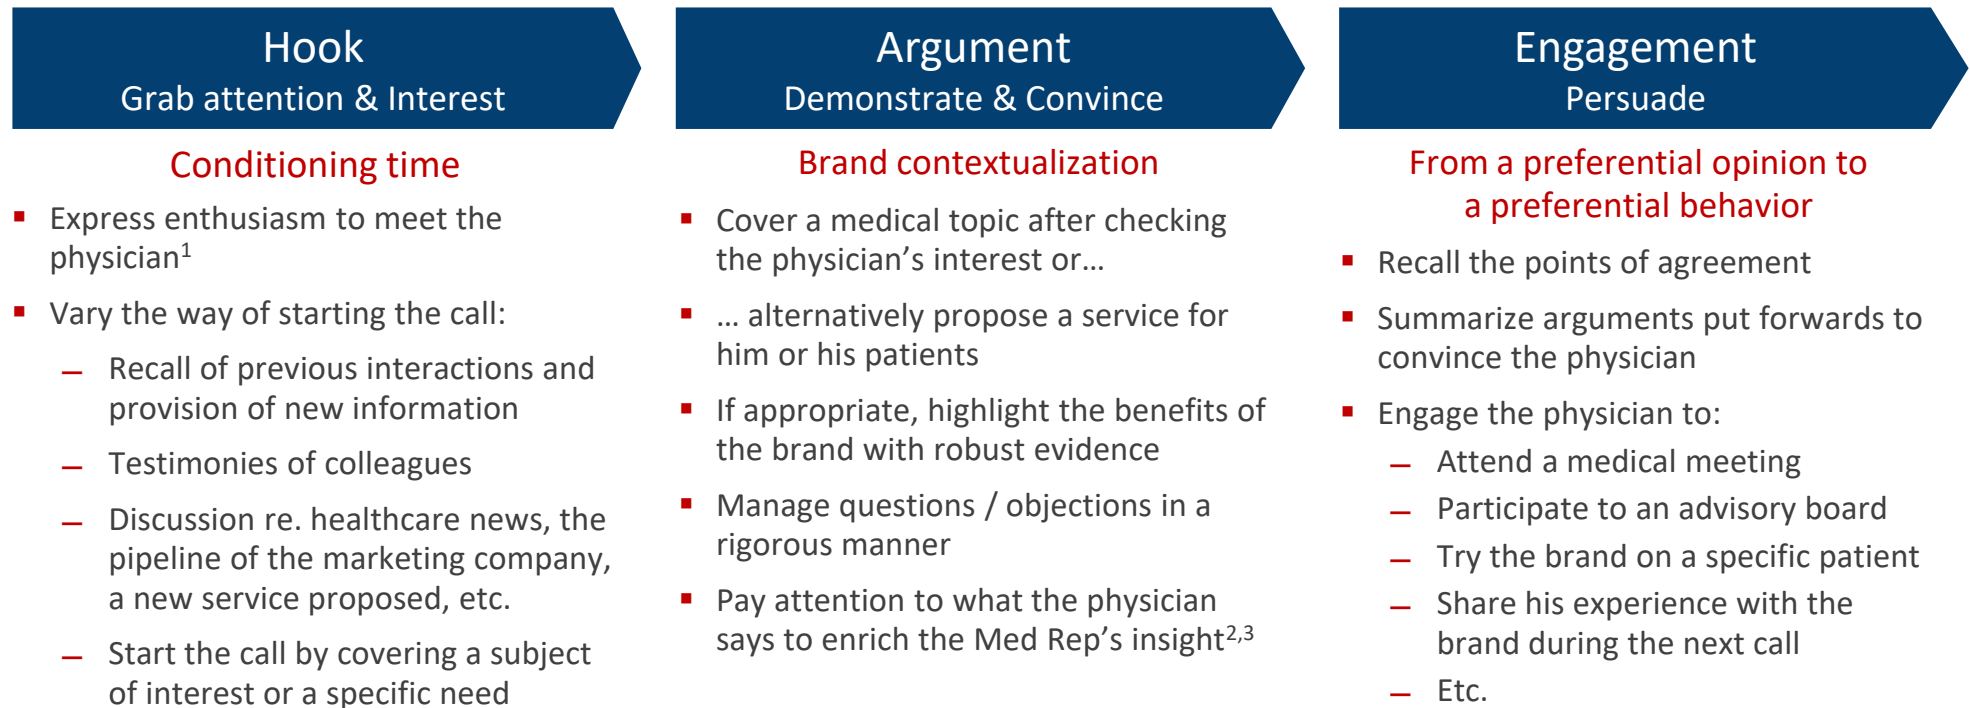 Hook
Grab attention & Interest
Conditioning time
▪ Express enthusiasm to meet the
physician1
▪ Vary the way of starting the call:
– Recall of previous interactions and
provision of new information
– Testimonies of colleagues
– Discussion re. healthcare news, the
pipeline of the marketing company,
a new service proposed, etc.
– Start the call by covering a subject
of interest or a specific need
Argument
Demonstrate & Convince
Brand contextualization
▪ Cover a medical topic after checking
the physician’s interest or…
▪ … alternatively propose a service for
him or his patients
▪ If appropriate, highlight the benefits of
the brand with robust evidence
▪ Manage questions / objections in a
rigorous manner
▪ Pay attention to what the physician
says to enrich the Med Rep’s insight2,3
Engagement
Persuade
From a preferential opinion to
a preferential behavior
▪ Recall the points of agreement
▪ Summarize arguments put forwards to
convince the physician
▪ Engage the physician to:
– Attend a medical meeting
– Participate to an advisory board
– Try the brand on a specific patient
– Share his experience with the
brand during the next call
– Etc.